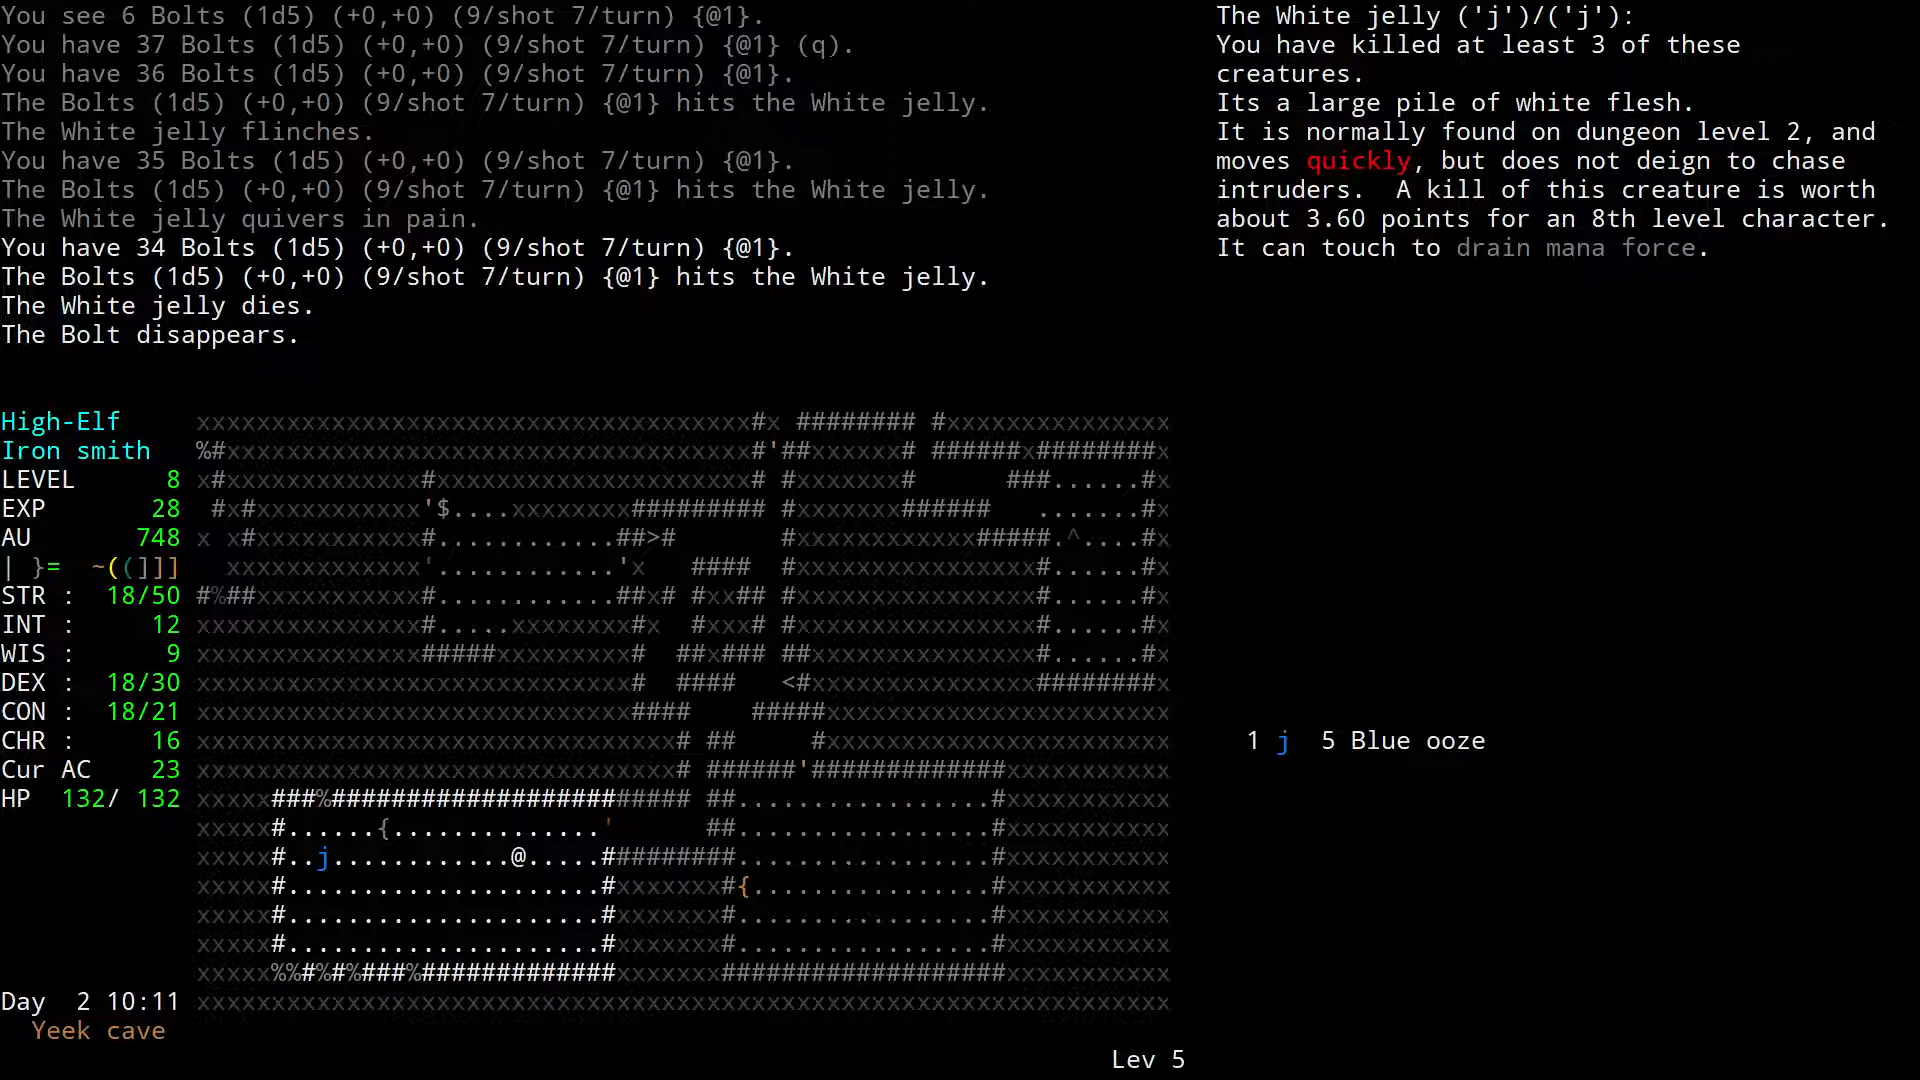 You see 6 Bolts (1d5) (+0,+0) (9/shot 7/turn) {@1}.
You have 37 Bolts (1d5) (+0,+0) (9/shot 7/turn) {@1} (q).
You have 36 Bolts (1d5) (+0,+0) (9/shot 7/turn) {@1}.
The Bolts (1d5) (+0,+0) (9/shot 7/turn) {@1} hits the White jelly.
The White jelly flinches.
You have 35 Bolts (1d5) (+0,+0) (9/shot 7/turn) {@1}.
The Bolts (1d5) (+0,+0) (9/shot 7/turn) {@1} hits the White jelly.
The White jelly quivers in pain.
You have 34 Bolts (1d5) (+0,+0) (9/shot 7/turn) {@1}.
The Bolts (1d5) (+0,+0) (9/shot 7/turn) {@1} hits the White jelly.
The White jelly dies.
The Bolt disappears.
The White jelly ('j')/('j'):
You have killed at least 3 of these
creatures.
Its a large pile of white flesh.
It is normally found on dungeon level 2, and
moves quickly, but does not deign to chase
intruders.  A kill of this creature is worth
about 3.60 points for an 8th level character.
It can touch to drain mana force.
High-Elf
Iron smith
LEVEL 8
EXP 28
AU 748
| }= ~((]]]
STR : 18/50
INT : 12
WIS : 9
DEX : 18/30
CON : 18/21
CHR : 16
Cur AC 23
HP 132/ 132
Day 2 10:11
Yeek cave
1 j 5 Blue ooze
Lev 5